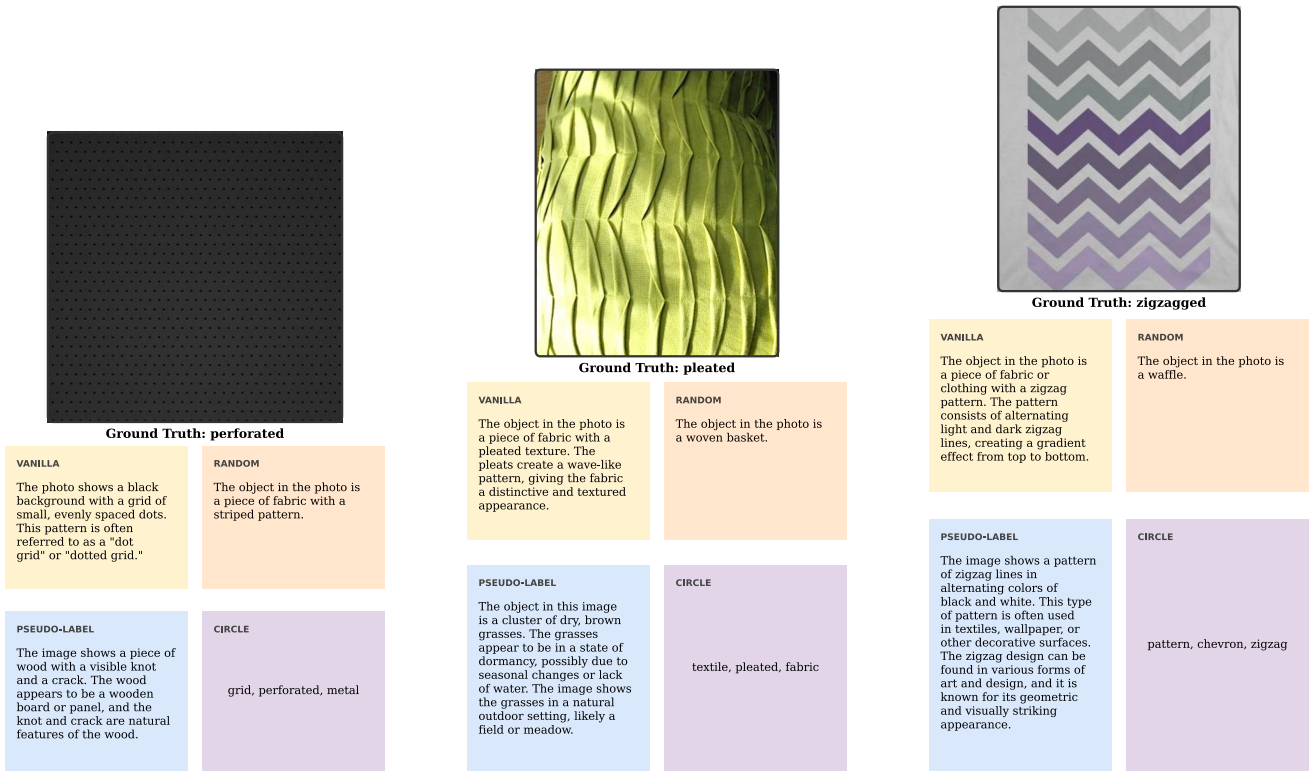 Ground Truth: perforated
VANILLA
The photo shows a black
background with a grid of
small, evenly spaced dots.
This pattern is often
referred to as a "dot
grid" or "dotted grid."
RANDOM
The object in the photo is
a piece of fabric with a
striped pattern.
PSEUDO-LABEL
The image shows a piece of
wood with a visible knot
and a crack. The wood
appears to be a wooden
board or panel, and the
knot and crack are natural
features of the wood.
CIRCLE
grid, perforated, metal
Ground Truth: pleated
VANILLA
The object in the photo is
a piece of fabric with a
pleated texture. The
pleats create a wave-like
pattern, giving the fabric
a distinctive and textured
appearance.
RANDOM
The object in the photo is
a woven basket.
PSEUDO-LABEL
The object in this image
is a cluster of dry, brown
grasses. The grasses
appear to be in a state of
dormancy, possibly due to
seasonal changes or lack
of water. The image shows
the grasses in a natural
outdoor setting, likely a
field or meadow.
CIRCLE
textile, pleated, fabric
Ground Truth: zigzagged
VANILLA
The object in the photo is
a piece of fabric or
clothing with a zigzag
pattern. The pattern
consists of alternating
light and dark zigzag
lines, creating a gradient
effect from top to bottom.
RANDOM
The object in the photo is
a waffle.
PSEUDO-LABEL
The image shows a pattern
of zigzag lines in
alternating colors of
black and white. This type
of pattern is often used
in textiles, wallpaper, or
other decorative surfaces.
The zigzag design can be
found in various forms of
art and design, and it is
known for its geometric
and visually striking
appearance.
CIRCLE
pattern, chevron, zigzag